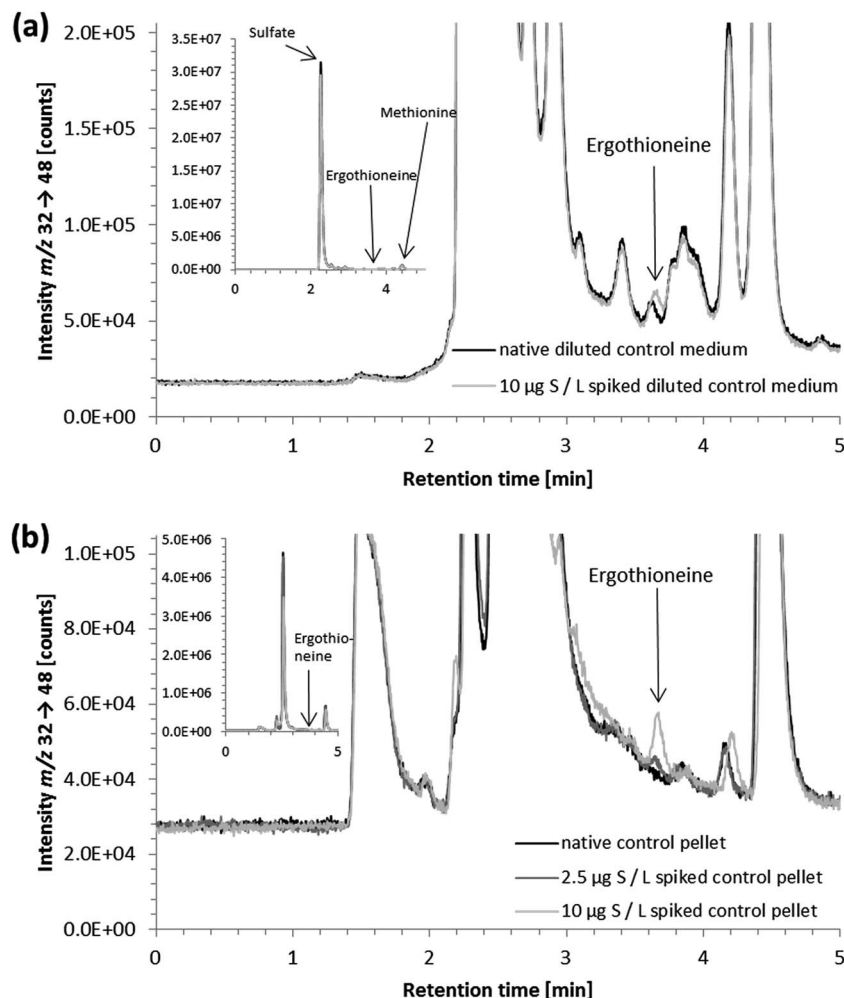 (a)
Intensity m/z 32 → 48 [counts]
2.0E+05
1.5E+05
1.0E+05
5.0E+04
0.0E+00
3.5E+07
3.0E+07
2.5E+07
2.0E+07
1.5E+07
1.0E+07
5.0E+06
0.0E+00
0 2 4
Sulfate
Methionine
Ergothioneine
Ergothioneine
native diluted control medium
10 µg S / L spiked diluted control medium
0 1 2 3 4 5
Retention time [min]
(b)
Intensity m/z 32 → 48 [counts]
1.0E+05
8.0E+04
6.0E+04
4.0E+04
2.0E+04
0.0E+00
5.0E+06
4.0E+06
3.0E+06
2.0E+06
1.0E+06
0.0E+00
0 5
Ergothio-
neine
Ergothioneine
native control pellet
2.5 µg S / L spiked control pellet
10 µg S / L spiked control pellet
0 1 2 3 4 5
Retention time [min]